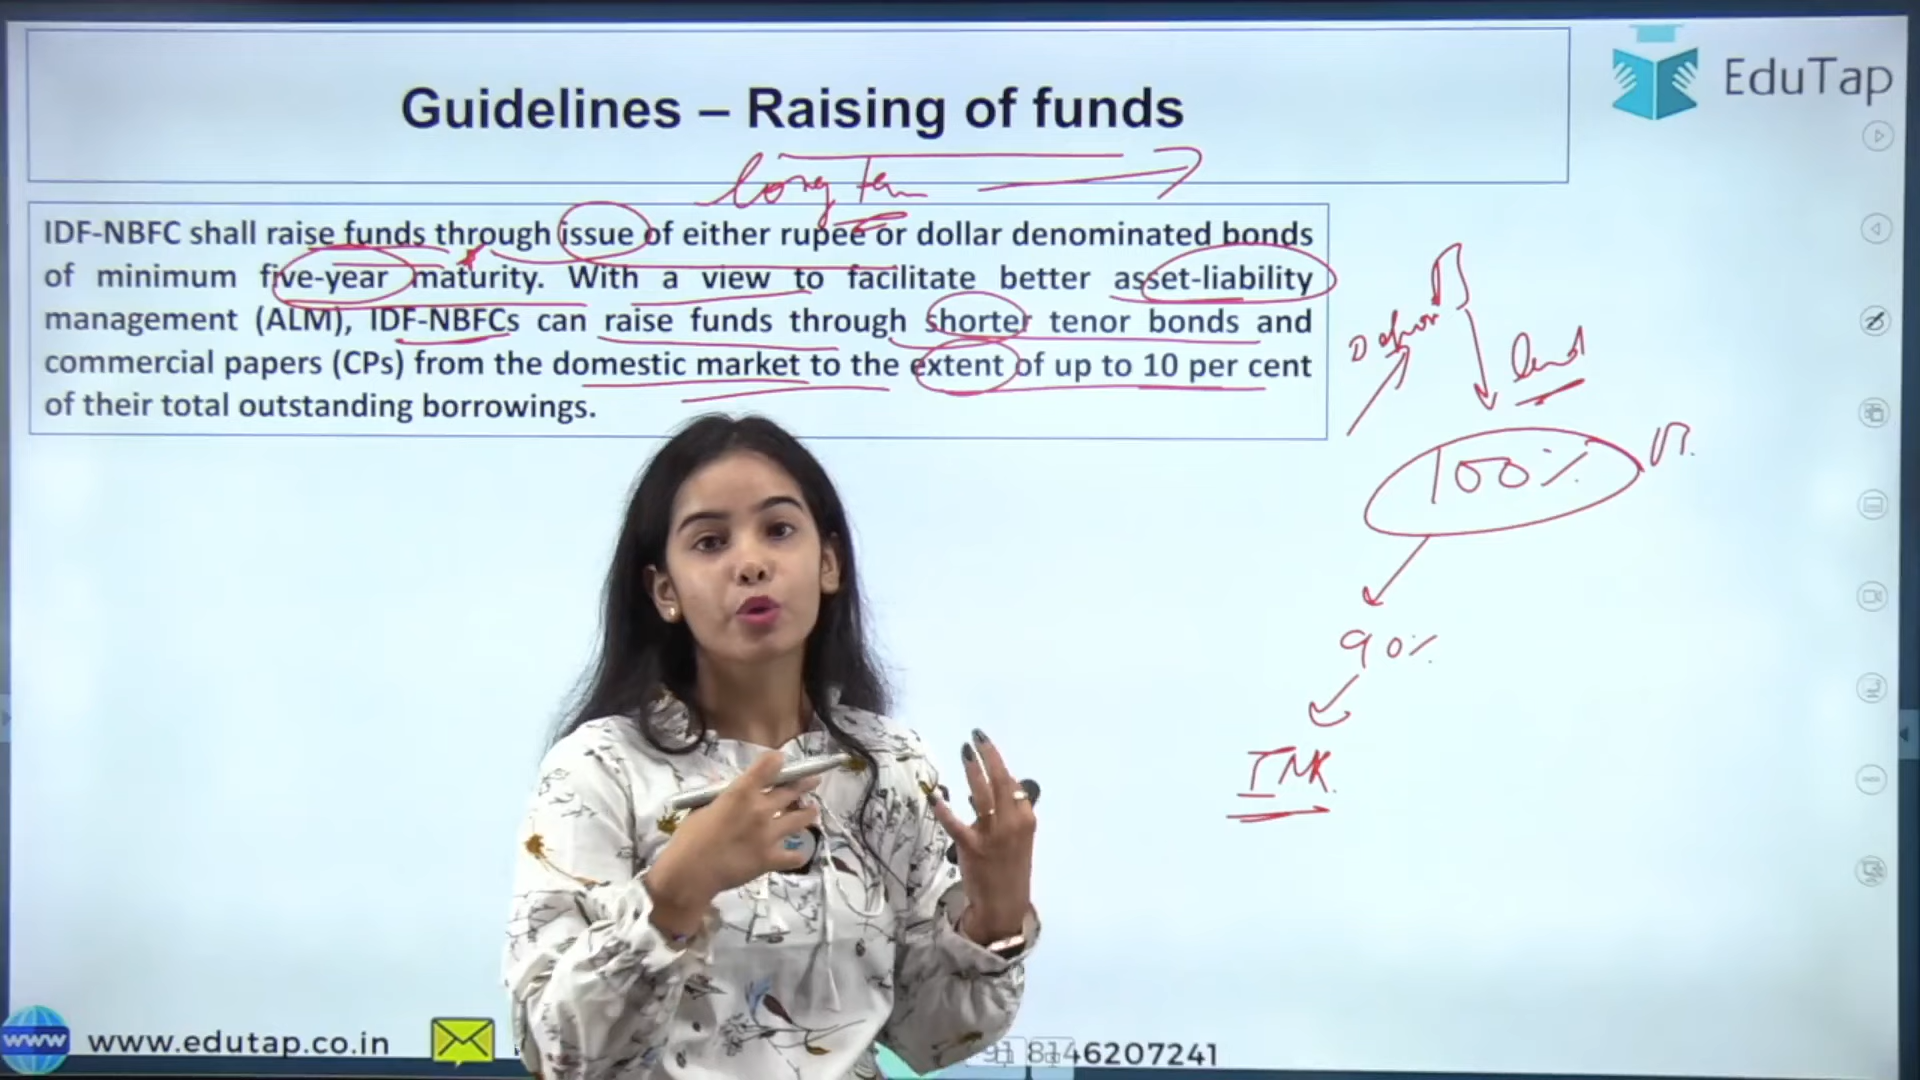 EduTap
Guidelines – Raising of funds
long Term
IDF-NBFC shall raise funds through issue of either rupee or dollar denominated bonds
of minimum five-year maturity. With a view to facilitate better asset-liability
management (ALM), IDF-NBFCs can raise funds through shorter tenor bonds and
commercial papers (CPs) from the domestic market to the extent of up to 10 per cent
of their total outstanding borrowings.
lend
100%
90%
www
www.edutap.co.in
8146207241